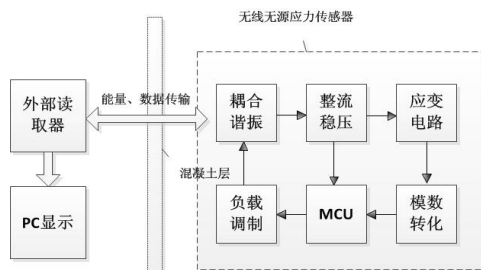 无线无源应力传感器
外部读
取器
能量、数据传输
耦合
谐振
整流
稳压
应变
电路
混凝土层
PC显示
负载
调制
MCU
模数
转化